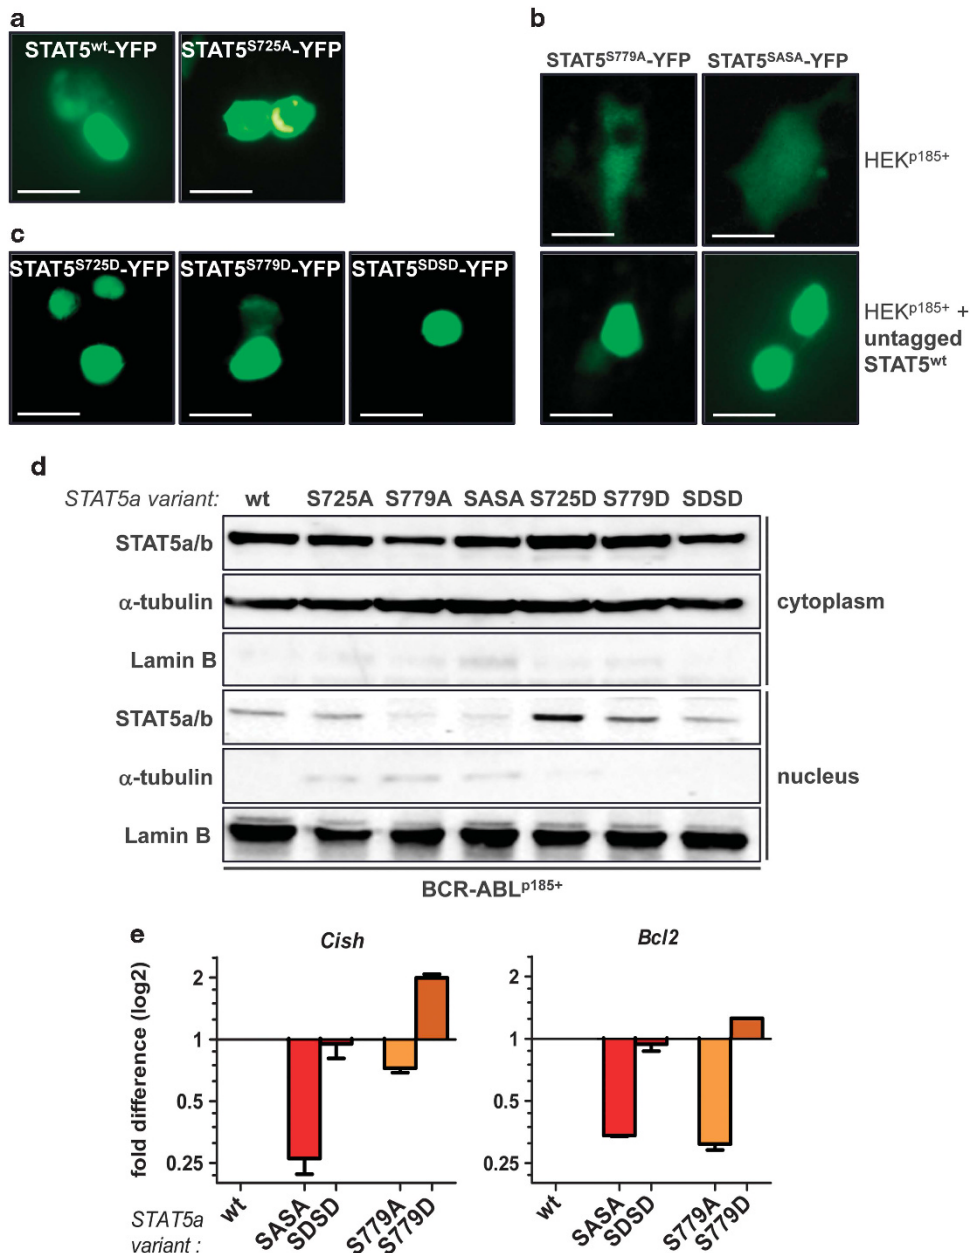 a
STAT5wt-YFP
STAT5S725A-YFP
b
STAT5S779A-YFP
STAT5SASA-YFP
HEKp185+
HEKp185+ +
untagged
STAT5wt
c
STAT5S725D-YFP
STAT5S779D-YFP
STAT5SDSD-YFP
d
STAT5a variant: wt S725A S779A SASA S725D S779D SDSD
STAT5a/b
α-tubulin
Lamin B
cytoplasm
STAT5a/b
α-tubulin
Lamin B
nucleus
BCR-ABLp185+
e
fold difference (log2)
Cish
2
1
0.5
0.25
STAT5a
variant :
wt
SASA
SDSD
S779A
S779D
Bcl2
2
1
0.5
0.25
wt
SASA
SDSD
S779A
S779D